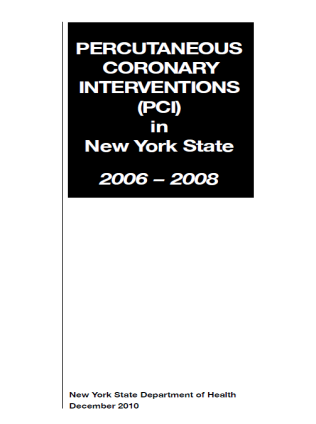 PERCUTANEOUS
CORONARY
INTERVENTIONS
(PCI)
in
New York State
2006 – 2008
New York State Department of Health
December 2010